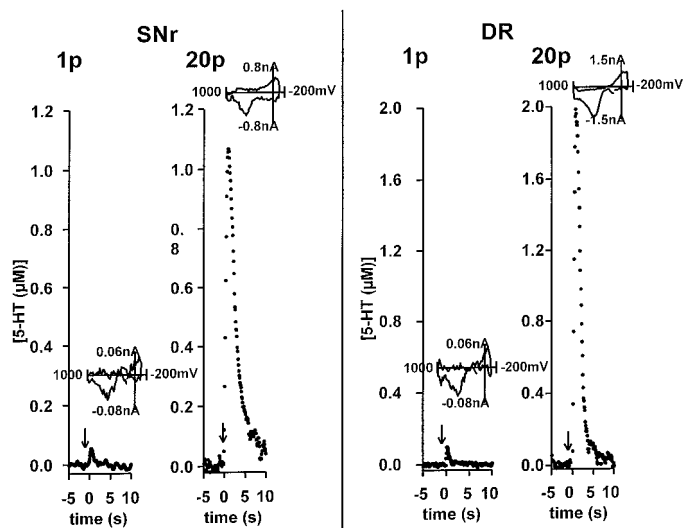 SNr
DR
1p
20p
1p
20p
0.8nA
1000
-200mV
-0.8nA
1.5nA
1000
-200mV
-1.5nA
[5-HT (µM)]
1.2
1.0
0.8
0.6
0.4
0.2
0.0
0.06nA
1000
-200mV
-0.08nA
-5 0 5 10
time (s)
1.2
1.0
0.
8
0.6
0.4
0.2
0.0
-5 0 5 10
time (s)
[5-HT (µM)]
2.0
1.6
1.2
0.8
0.4
0.0
0.06nA
1000
-200mV
-0.08nA
-5 0 5 10
time (s)
2.0
1.6
1.2
0.8
0.4
0.0
-5 0 5 10
time (s)